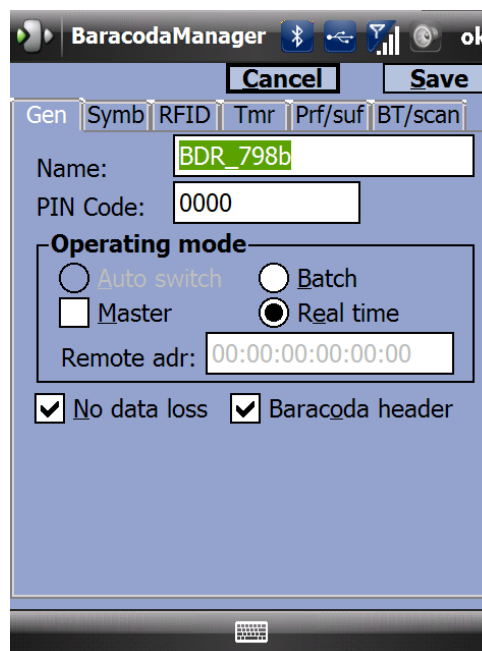 BaracodaManager ok
Cancel Save
Gen Symb RFID Tmr Prf/suf BT/scan
Name: BDR_798b
PIN Code: 0000
Operating mode
Auto switch Batch
Master Real time
Remote adr: 00:00:00:00:00:00
No data loss Baracoda header